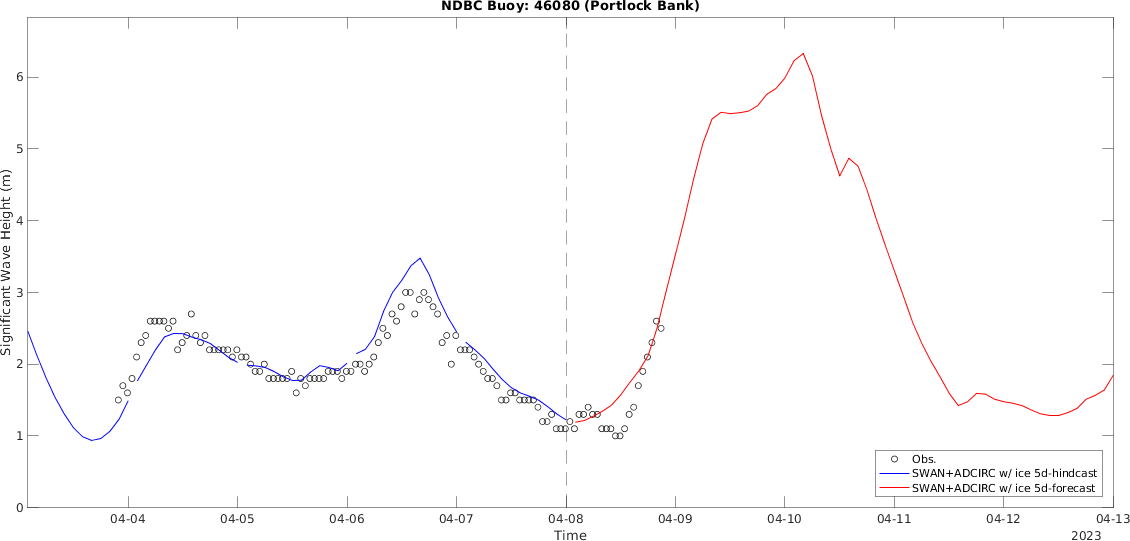 NDBC Buoy: 46080 (Portlock Bank)
Significant Wave Height (m)
6
5
4
3
2
1
0
Obs.
SWAN+ADCIRC w/ ice 5d-hindcast
SWAN+ADCIRC w/ ice 5d-forecast
04-04 04-05 04-06 04-07 04-08 04-09 04-10 04-11 04-12 04-13
Time
2023